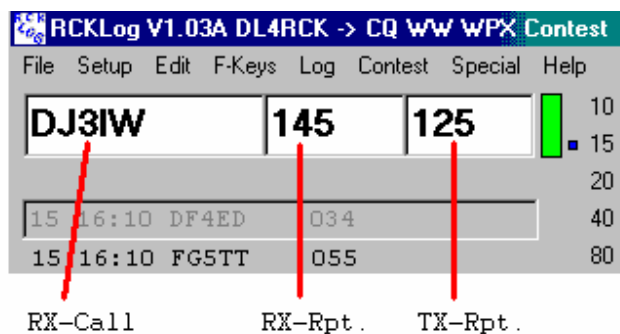 RCK LOG RCKLog V1.03A DL4RCK -> CQ WW WPX Contest
File Setup Edit F-Keys Log Contest Special Help
DJ3IW 145 125 10
15
20
15 16:10 DF4ED 034 40
15 16:10 FG5TT 055 80
RX-Call RX-Rpt. TX-Rpt.